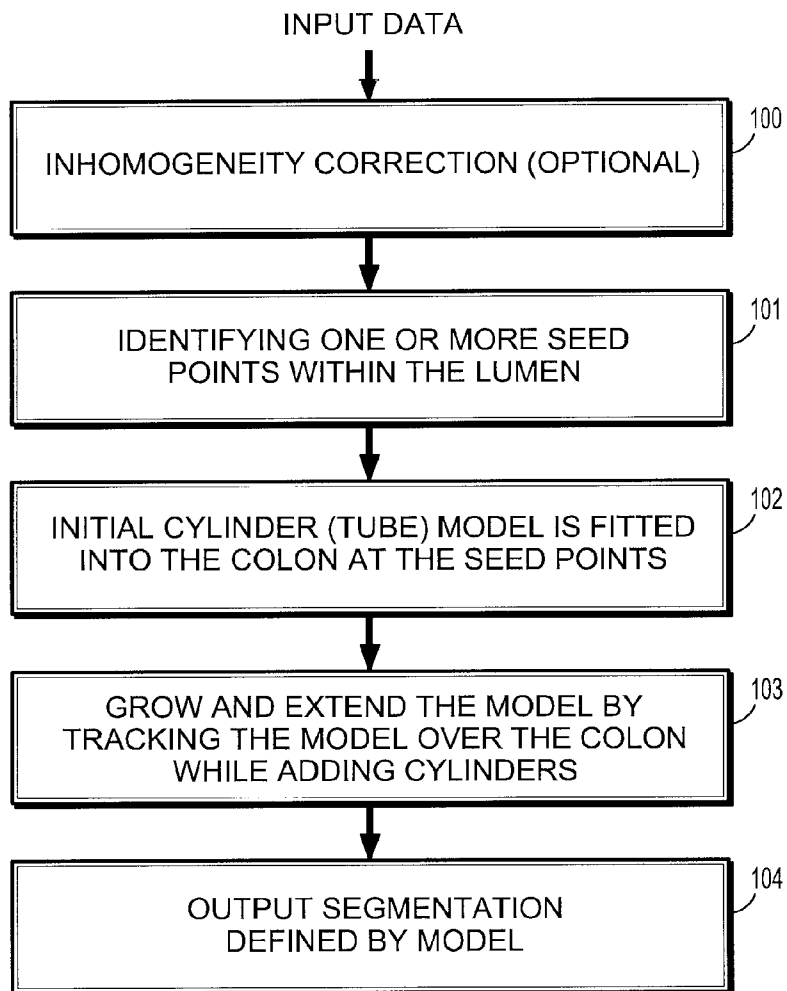 INPUT DATA
100
INHOMOGENEITY CORRECTION (OPTIONAL)
101
IDENTIFYING ONE OR MORE SEED
POINTS WITHIN THE LUMEN
102
INITIAL CYLINDER (TUBE) MODEL IS FITTED
INTO THE COLON AT THE SEED POINTS
103
GROW AND EXTEND THE MODEL BY
TRACKING THE MODEL OVER THE COLON
WHILE ADDING CYLINDERS
104
OUTPUT SEGMENTATION
DEFINED BY MODEL